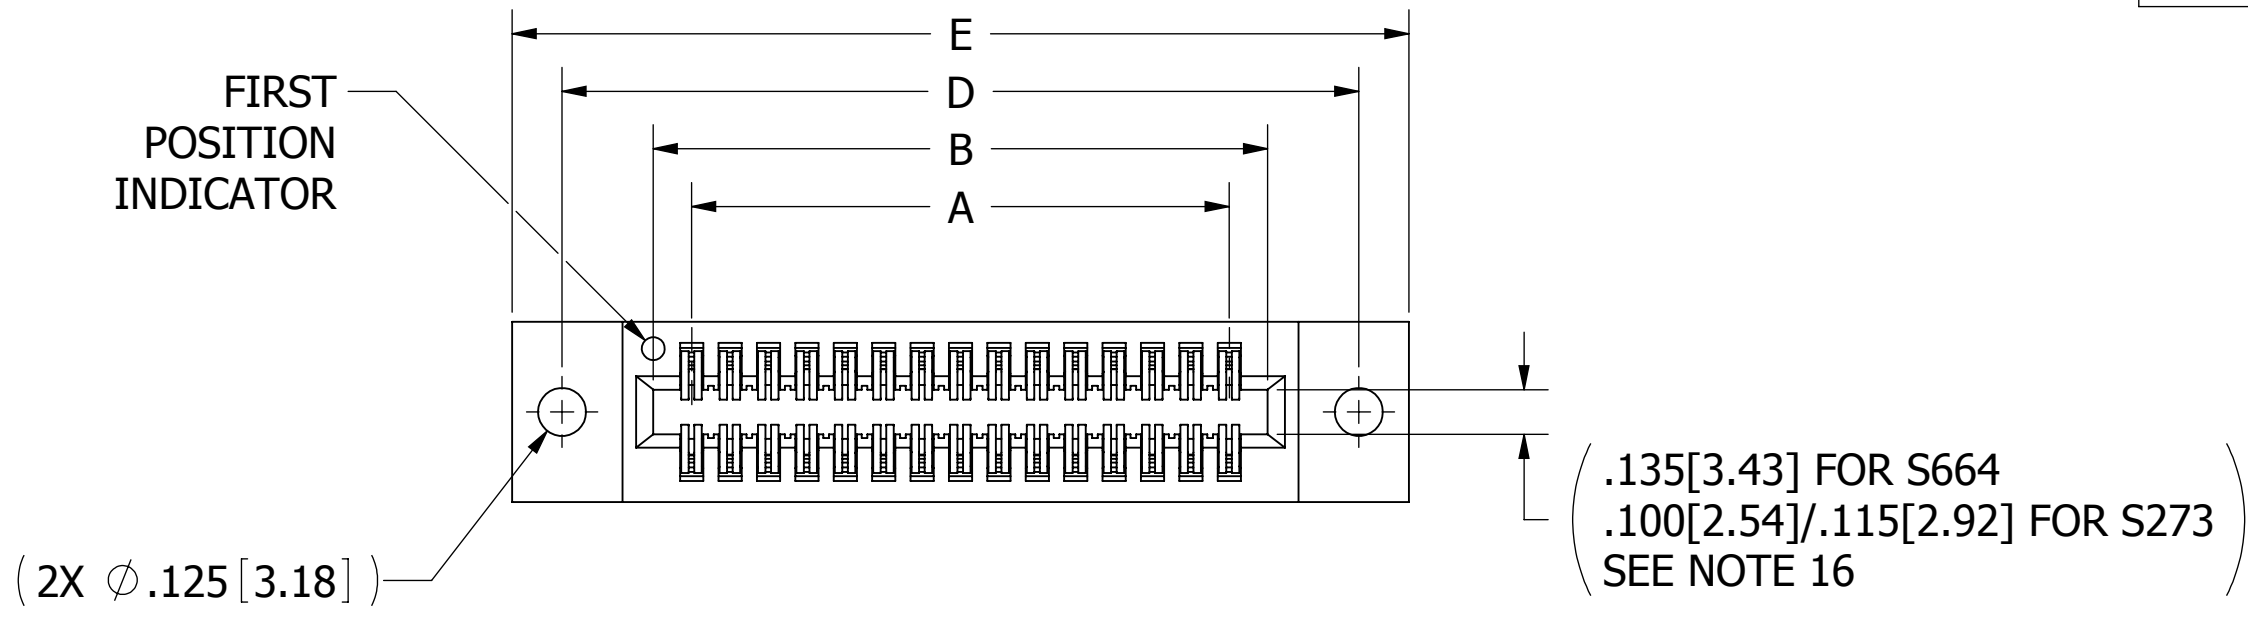 E
D
B
A
FIRST
POSITION
INDICATOR
.135[3.43] FOR S664
.100[2.54]/.115[2.92] FOR S273
SEE NOTE 16
(2X ∅.125[3.18])